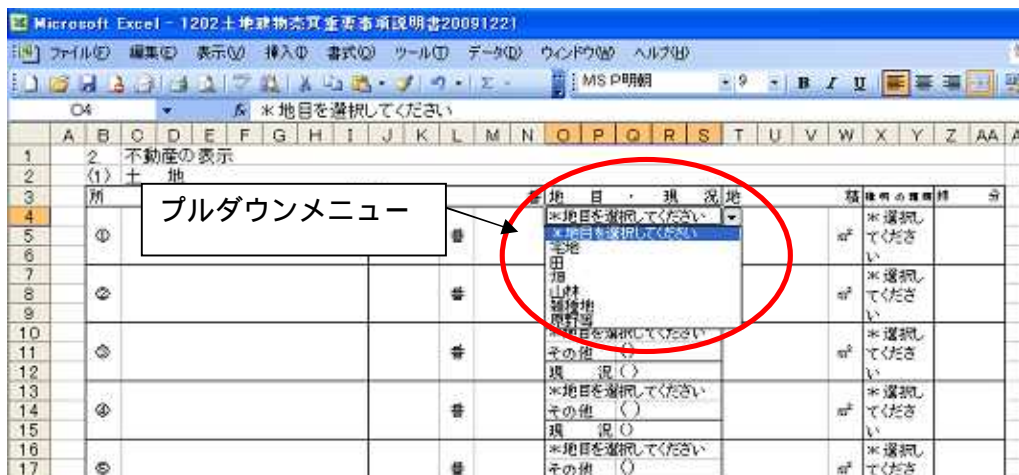 Microsoft Excel - 1202土地建物売買重要事項説明書20091221
ファイル(F) 編集(E) 表示(V) 挿入(I) 書式(O) ツール(T) データ(D) ウィンドウ(W) ヘルプ(H)
MS P明朝 9 B I U
O4 fx ＊地目を選択してください
A B C D E F G H I J K L M N O P Q R S T U V W X Y Z AA
1 2 不動産の表示
2 (1) 土 地
3 所 番 地 目 ・ 現 況 地 積 持 分
プルダウンメニュー
4 ＊地目を選択してください ＊選択し
5 ① 番 ＊地目を選択してください ㎡ てくださ
6 宅地 い
田
7 畑 ＊選択し
8 ② 番 山林 ㎡ てくださ
9 雑種地 い
原野等
10 ＊地目を選択してください ＊選択し
11 ③ 番 その他 ( ) ㎡ てくださ
12 現 況 ( ) い
13 ＊地目を選択してください ＊選択し
14 ④ 番 その他 ( ) ㎡ てくださ
15 現 況 ( ) い
16 ＊地目を選択してください ＊選択し
17 ⑤ 番 その他 ( ) ㎡ てくださ